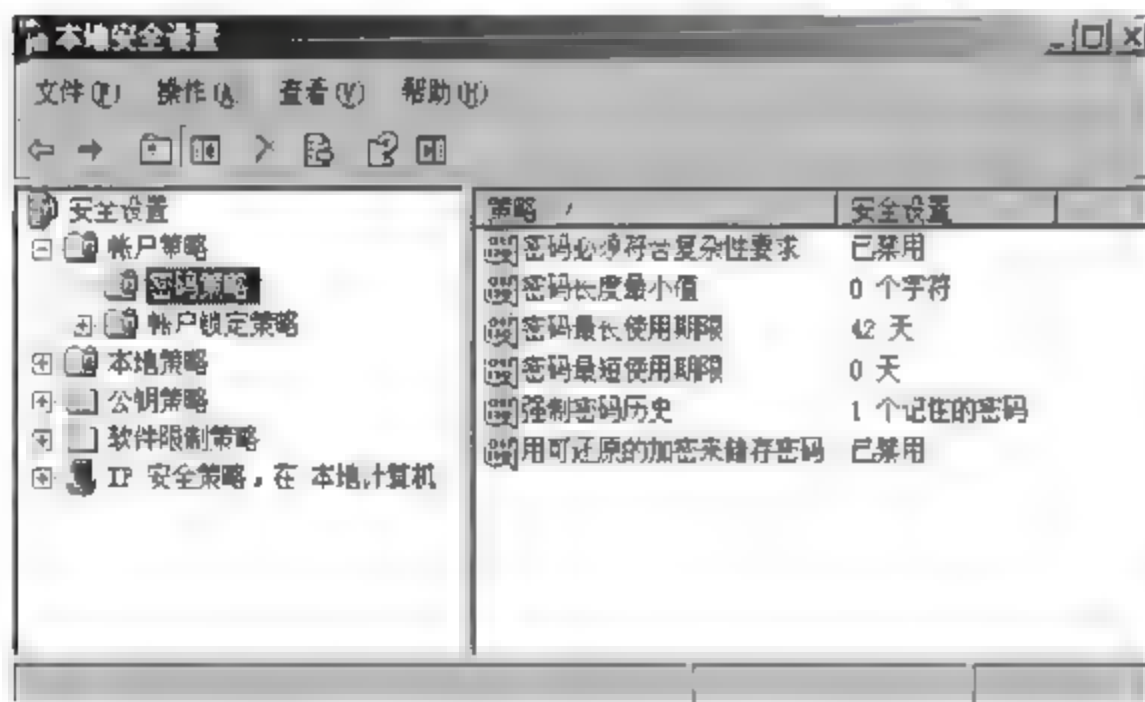 本地安全设置
文件(F) 操作(A) 查看(V) 帮助(H)
安全设置
帐户策略
密码策略
帐户锁定策略
本地策略
公钥策略
软件限制策略
IP 安全策略，在 本地计算机
策略 / 安全设置
密码必须符合复杂性要求 已禁用
密码长度最小值 0 个字符
密码最长使用期限 42 天
密码最短使用期限 0 天
强制密码历史 1 个记住的密码
用可还原的加密来储存密码 已禁用